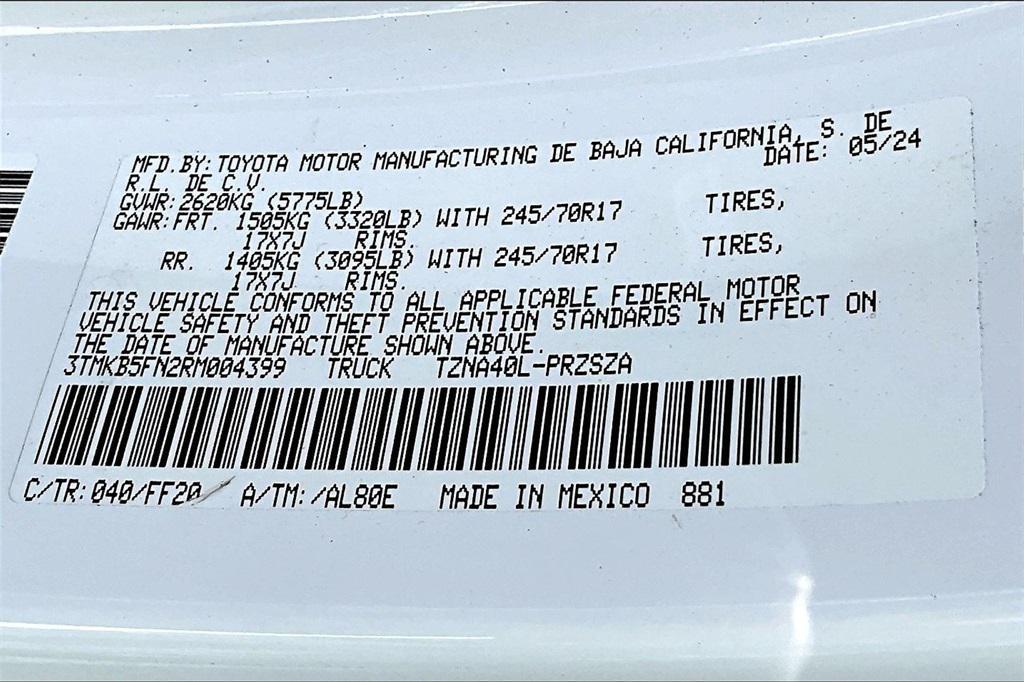 MFD.BY: TOYOTA MOTOR MANUFACTURING DE BAJA CALIFORNIA, S. DE
R.L. DE C.V. DATE: 05/24
GVWR: 2620KG (5775LB)
GAWR: FRT. 1505KG (3320LB) WITH 245/70R17 TIRES,
17X7J RIMS.
RR. 1405KG (3095LB) WITH 245/70R17 TIRES,
17X7J RIMS.
THIS VEHICLE CONFORMS TO ALL APPLICABLE FEDERAL MOTOR
VEHICLE SAFETY AND THEFT PREVENTION STANDARDS IN EFFECT ON
THE DATE OF MANUFACTURE SHOWN ABOVE.
3TMKB5FN2RM004399 TRUCK TZNA40L-PRZSZA
C/TR: 040/FF20 A/TM: /AL80E MADE IN MEXICO 881